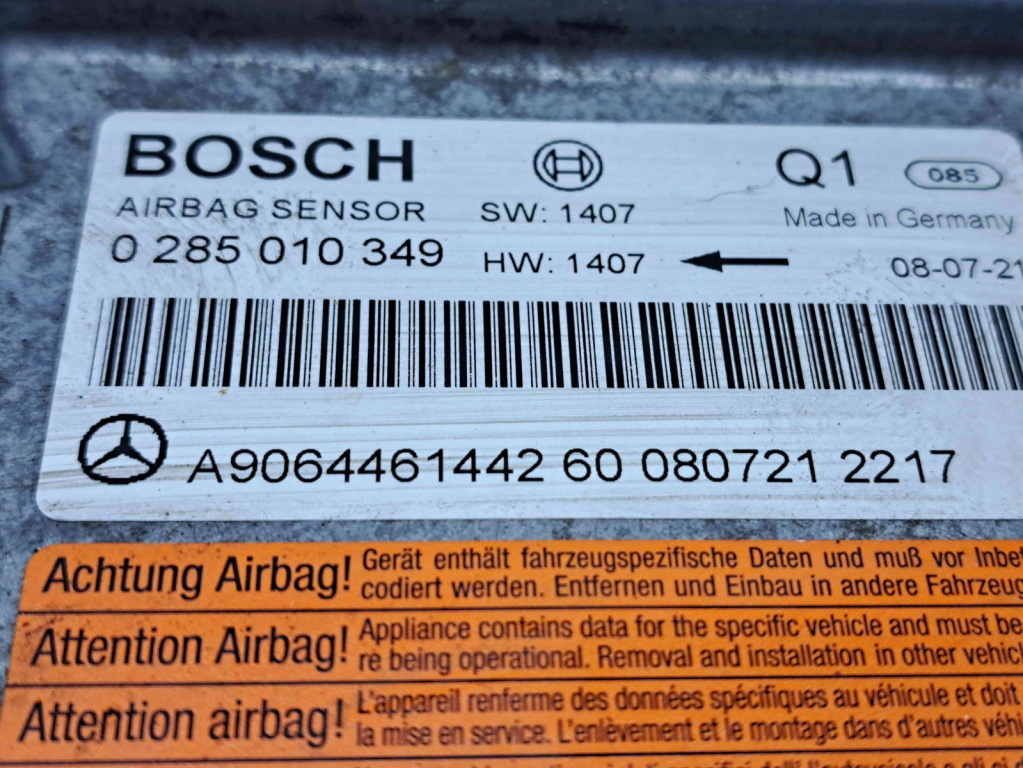 BOSCH Q1 085
AIRBAG SENSOR SW: 1407 Made in Germany
0 285 010 349 HW: 1407 08-07-21
A9064461442 60 080721 2217
Achtung Airbag! Gerät enthält fahrzeugspezifische Daten und muß vor
codiert werden. Entfernen und Einbau in andere
Attention Airbag! Appliance contains data for the specific vehicle and must be
re being operational. Removal and installation in other
Attention airbag! L'appareil renferme des données spécifiques au véhicule et doit
la mise en service. L'enlèvement et le montage dans d'autres